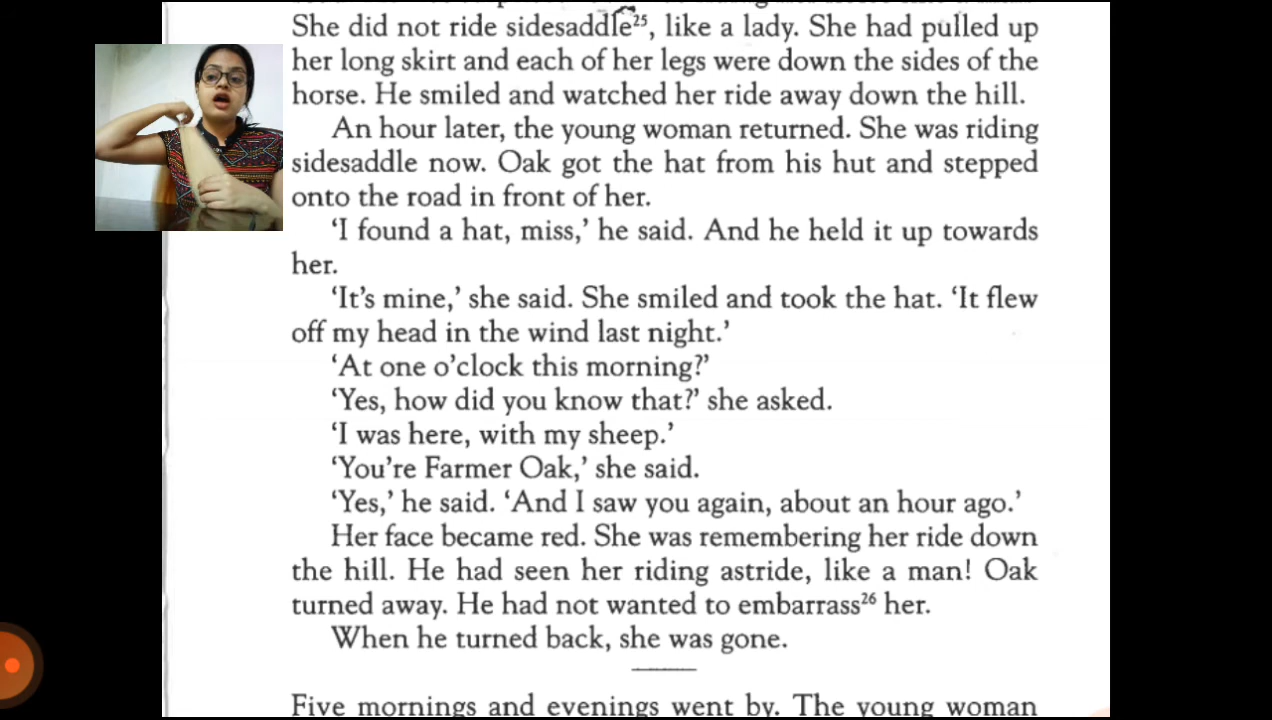 She did not ride sidesaddle²⁵, like a lady. She had pulled up
her long skirt and each of her legs were down the sides of the
horse. He smiled and watched her ride away down the hill.
An hour later, the young woman returned. She was riding
sidesaddle now. Oak got the hat from his hut and stepped
onto the road in front of her.
‘I found a hat, miss,’ he said. And he held it up towards
her.
‘It’s mine,’ she said. She smiled and took the hat. ‘It flew
off my head in the wind last night.’
‘At one o’clock this morning?’
‘Yes, how did you know that?’ she asked.
‘I was here, with my sheep.’
‘You’re Farmer Oak,’ she said.
‘Yes,’ he said. ‘And I saw you again, about an hour ago.’
Her face became red. She was remembering her ride down
the hill. He had seen her riding astride, like a man! Oak
turned away. He had not wanted to embarrass²⁶ her.
When he turned back, she was gone.
Five mornings and evenings went by. The young woman